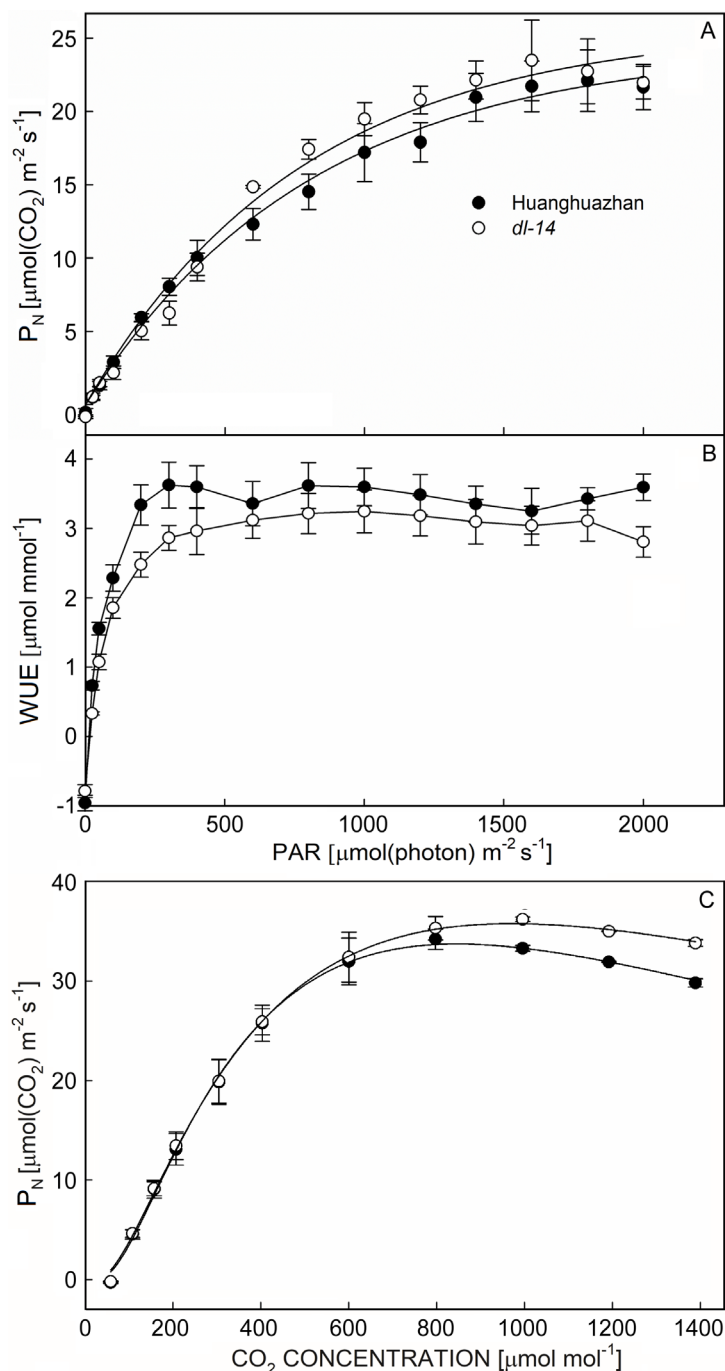 A
25
20
15
10
5
0
P_N [μmol(CO₂) m⁻² s⁻¹]
Huanghuazhan
dl-14
B
4
3
2
1
0
-1
WUE [μmol mmol⁻¹]
0 500 1000 1500 2000
PAR [μmol(photon) m⁻² s⁻¹]
C
40
30
20
10
0
P_N [μmol(CO₂) m⁻² s⁻¹]
0 200 400 600 800 1000 1200 1400
CO₂ CONCENTRATION [μmol mol⁻¹]